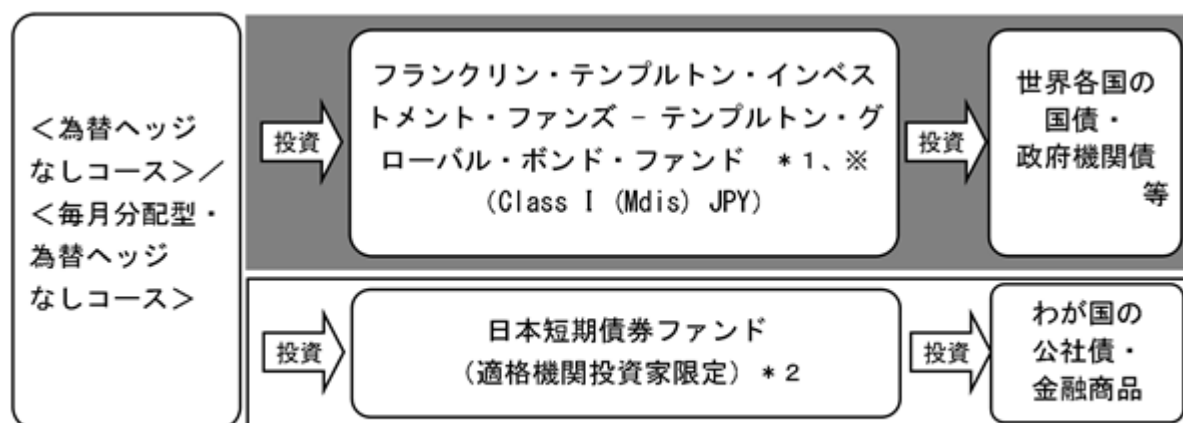 <為替ヘッジ
なしコース>/
<毎月分配型・
為替ヘッジ
なしコース>
投資
フランクリン・テンプルトン・インベス
トメント・ファンズ − テンプルトン・グ
ローバル・ボンド・ファンド *1、※
(Class I (Mdis) JPY)
投資
世界各国の
国債・
政府機関債
等
投資
日本短期債券ファンド
(適格機関投資家限定)*2
投資
わが国の
公社債・
金融商品